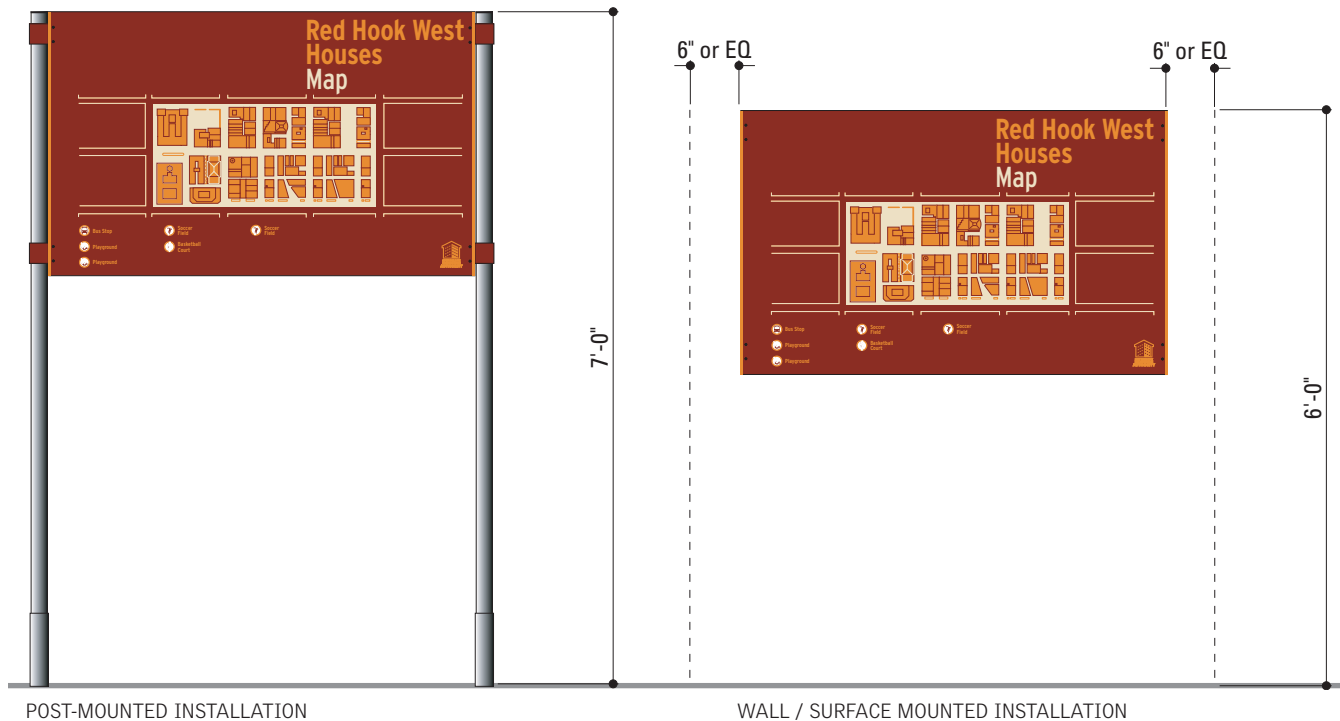 Red Hook West
Houses
Map
Bus Stop
Playground
Playground
Soccer
Field
Basketball
Court
Soccer
Field
7'-0"
POST-MOUNTED INSTALLATION
6" or EQ
6" or EQ
Red Hook West
Houses
Map
Bus Stop
Playground
Playground
Soccer
Field
Basketball
Court
Soccer
Field
6'-0"
WALL / SURFACE MOUNTED INSTALLATION